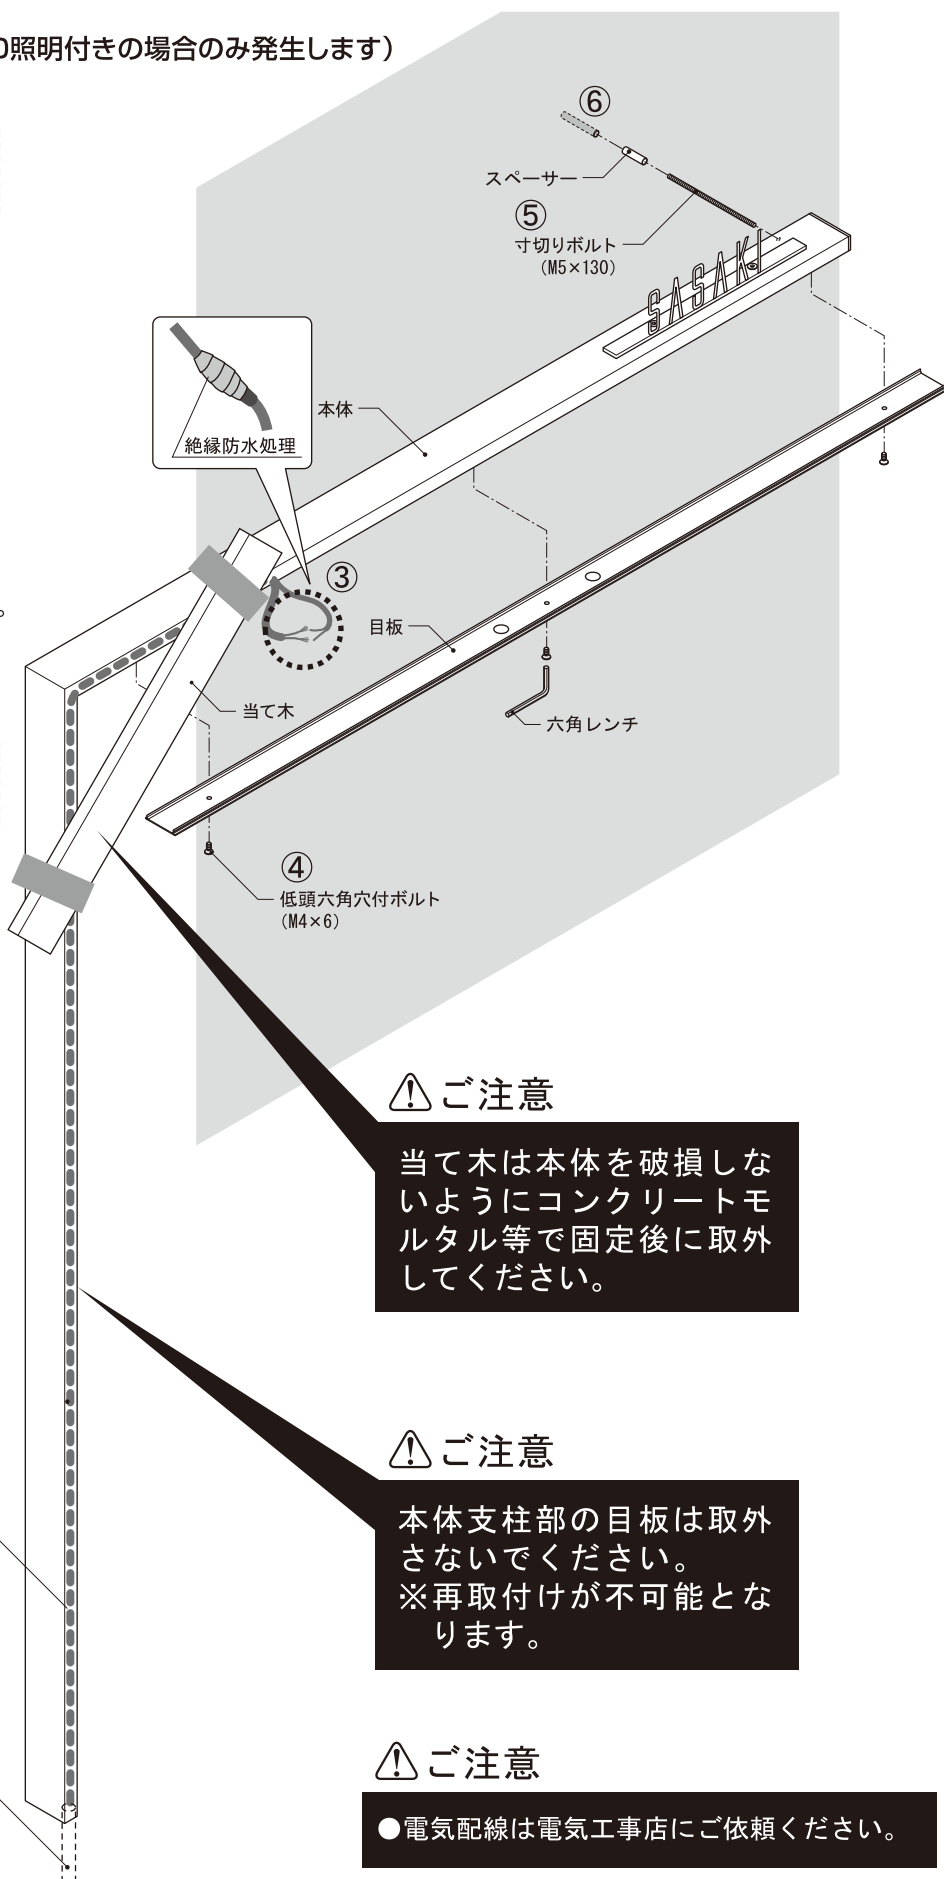 照明付きの場合のみ発生します）
⑥
スペーサー
⑤
寸切りボルト
（M5×130）
SASAKI
本体
絶縁防水処理
③
目板
当て木
六角レンチ
④
低頭六角穴付ボルト
（M4×6）
ご注意
当て木は本体を破損しな
いようにコンクリートモ
ルタル等で固定後に取外
してください。
ご注意
本体支柱部の目板は取外
さないでください。
※再取付けが不可能とな
ります。
ご注意
●電気配線は電気工事店にご依頼ください。